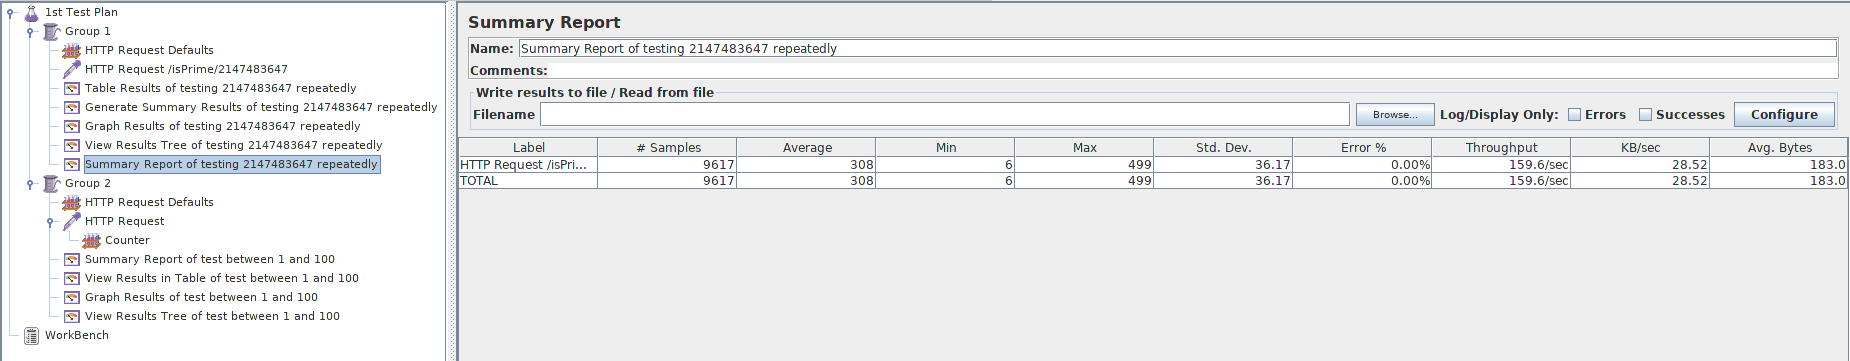 1st Test Plan
Group 1
HTTP Request Defaults
HTTP Request /isPrime/2147483647
Table Results of testing 2147483647 repeatedly
Generate Summary Results of testing 2147483647 repeatedly
Graph Results of testing 2147483647 repeatedly
View Results Tree of testing 2147483647 repeatedly
Summary Report of testing 2147483647 repeatedly
Group 2
HTTP Request Defaults
HTTP Request
Counter
Summary Report of test between 1 and 100
View Results in Table of test between 1 and 100
Graph Results of test between 1 and 100
View Results Tree of test between 1 and 100
WorkBench
Summary Report
Name: Summary Report of testing 2147483647 repeatedly
Comments:
Write results to file / Read from file
Filename Browse... Log/Display Only: Errors Successes Configure
Label # Samples Average Min Max Std. Dev. Error % Throughput KB/sec Avg. Bytes
HTTP Request /isPri... 9617 308 6 499 36.17 0.00% 159.6/sec 28.52 183.0
TOTAL 9617 308 6 499 36.17 0.00% 159.6/sec 28.52 183.0